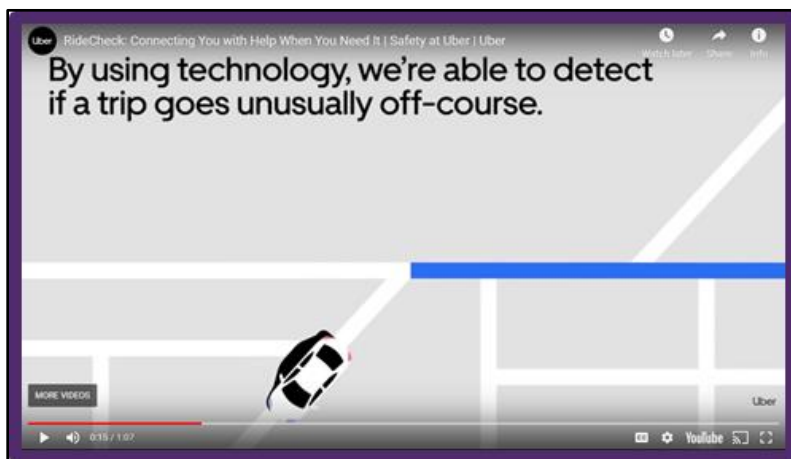 Uber
RideCheck: Connecting You with Help When You Need It | Safety at Uber | Uber
Watch later
Share
Info
By using technology, we're able to detect
if a trip goes unusually off-course.
MORE VIDEOS
Uber
0:15 / 1:07
CC
YouTube